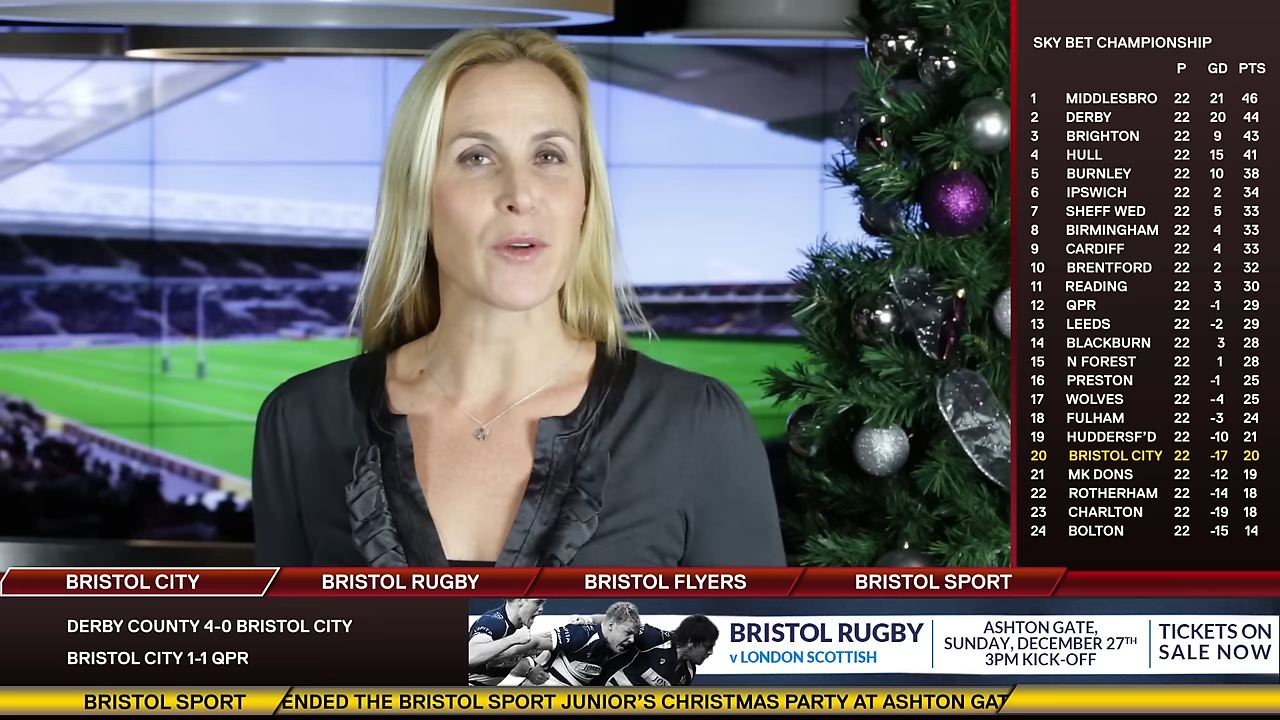 SKY BET CHAMPIONSHIP
P GD PTS
1 MIDDLESBRO 22 21 46
2 DERBY 22 20 44
3 BRIGHTON 22 9 43
4 HULL 22 15 41
5 BURNLEY 22 10 38
6 IPSWICH 22 2 34
7 SHEFF WED 22 5 33
8 BIRMINGHAM 22 4 33
9 CARDIFF 22 4 33
10 BRENTFORD 22 2 32
11 READING 22 3 30
12 QPR 22 -1 29
13 LEEDS 22 -2 29
14 BLACKBURN 22 3 28
15 N FOREST 22 1 28
16 PRESTON 22 -1 25
17 WOLVES 22 -4 25
18 FULHAM 22 -3 24
19 HUDDERSF'D 22 -10 21
20 BRISTOL CITY 22 -17 20
21 MK DONS 22 -12 19
22 ROTHERHAM 22 -14 18
23 CHARLTON 22 -19 18
24 BOLTON 22 -15 14
BRISTOL CITY BRISTOL RUGBY BRISTOL FLYERS BRISTOL SPORT
DERBY COUNTY 4-0 BRISTOL CITY
BRISTOL CITY 1-1 QPR
BRISTOL RUGBY
v LONDON SCOTTISH
ASHTON GATE,
SUNDAY, DECEMBER 27TH
3PM KICK-OFF
TICKETS ON
SALE NOW
BRISTOL SPORT ENDED THE BRISTOL SPORT JUNIOR'S CHRISTMAS PARTY AT ASHTON GAT